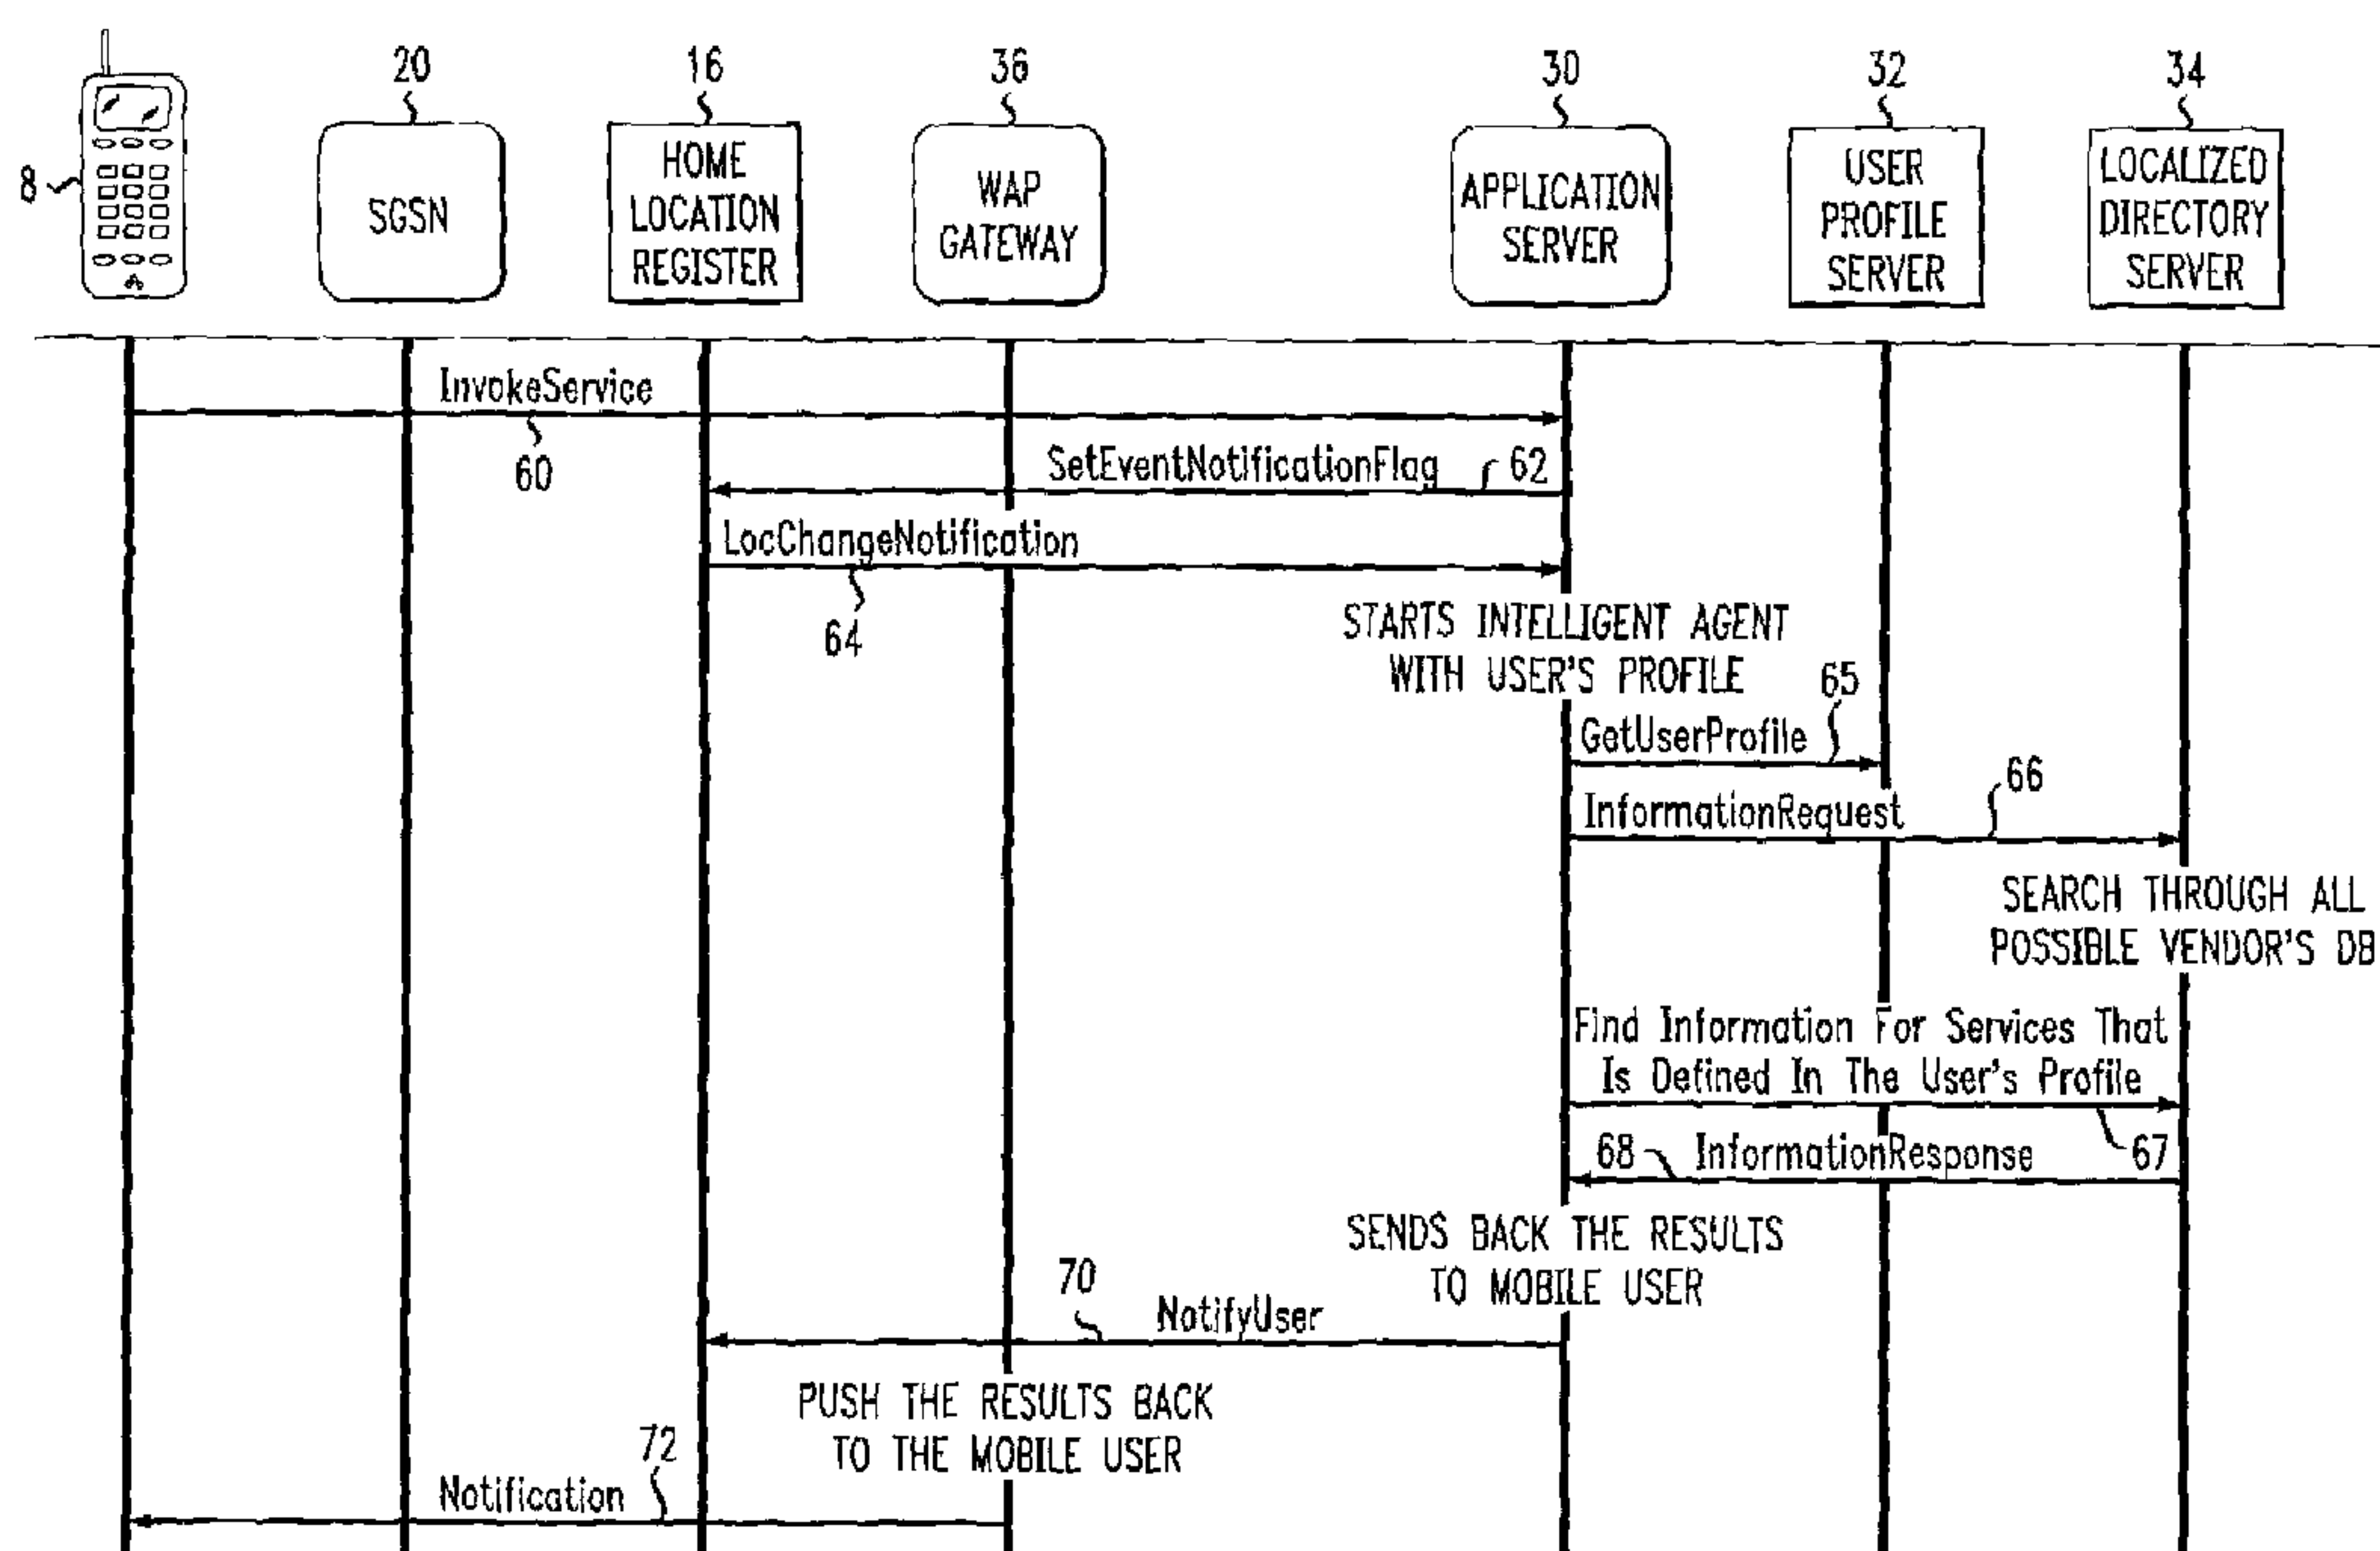 20
16
36
30
32
34
8
SGSN
HOME
LOCATION
REGISTER
WAP
GATEWAY
APPLICATION
SERVER
USER
PROFILE
SERVER
LOCALIZED
DIRECTORY
SERVER
InvokeService
60
SetEventNotificationFlag
62
LocChangeNotification
64
STARTS INTELLIGENT AGENT
WITH USER'S PROFILE
65
GetUserProfile
66
InformationRequest
SEARCH THROUGH ALL
POSSIBLE VENDOR'S DB
Find Information For Services That
Is Defined In The User's Profile
67
68
InformationResponse
SENDS BACK THE RESULTS
TO MOBILE USER
70
NotifyUser
PUSH THE RESULTS BACK
TO THE MOBILE USER
72
Notification